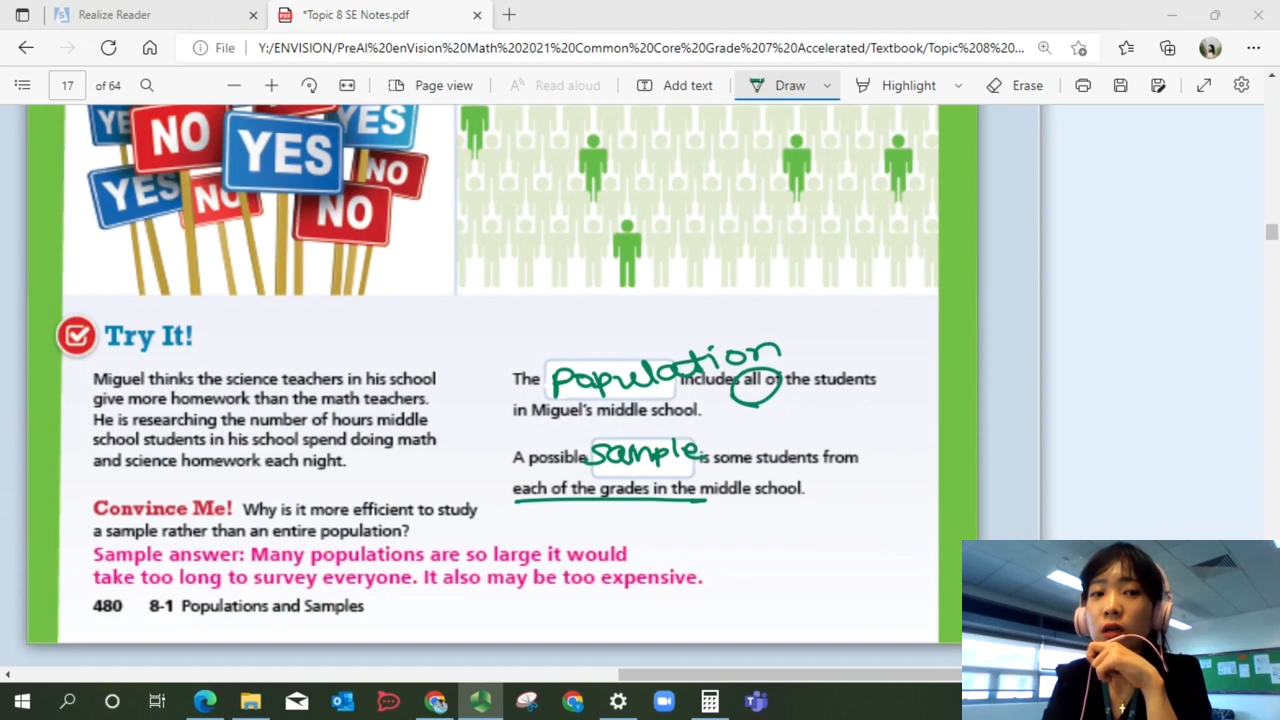 Realize Reader
*Topic 8 SE Notes.pdf
File
Y:/ENVISION/PreAI%20enVision%20Math%202021%20Common%20Core%20Grade%207%20Accelerated/Textbook/Topic%208%20...
17 of 64
Page view
Read aloud
Add text
Draw
Highlight
Erase
YES
NO
YES
YES
NO
YES
NO
NO
Try It!
Miguel thinks the science teachers in his school
give more homework than the math teachers.
He is researching the number of hours middle
school students in his school spend doing math
and science homework each night.
The population includes all of the students
in Miguel's middle school.
A possible sample is some students from
each of the grades in the middle school.
Convince Me! Why is it more efficient to study
a sample rather than an entire population?
Sample answer: Many populations are so large it would
take too long to survey everyone. It also may be too expensive.
480 8-1 Populations and Samples